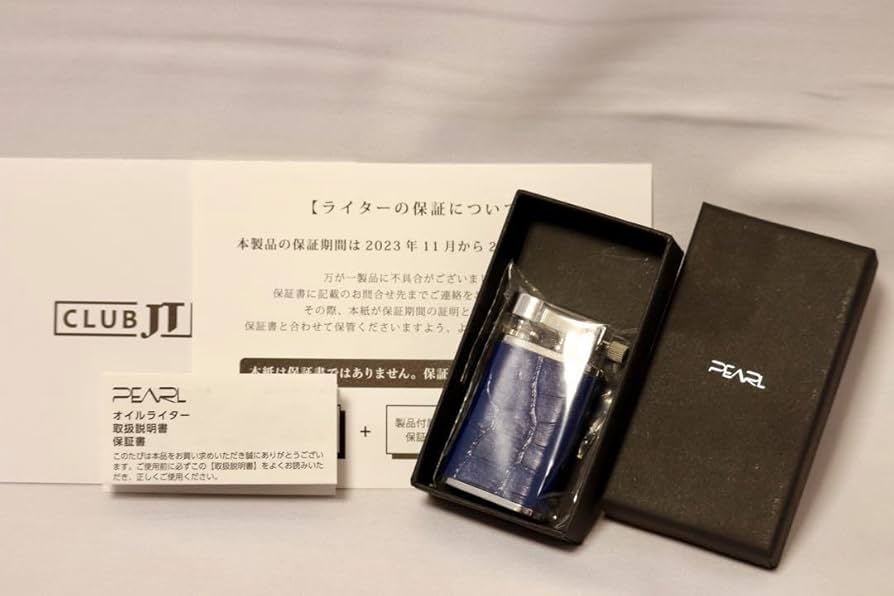 【ライターの保証につい
本製品の保証期間は 2023 年 11 月から 2
万が一製品に不具合がございまし
保証書に記載のお問合せ先までご連絡を
その際、本紙が保証期間の証明と
保証書と合わせて保管くださいますよう、よ
本紙は保証書ではありません。保証
+
製品付
保証
CLUB JT
PEARL
オイルライター
取扱説明書
保証書
このたびは本品をお買い求めいただき誠にありがとうござい
ます。ご使用前に必ずこの【取扱説明書】をよくお読みいた
だき、正しくご使用ください。
PEARL